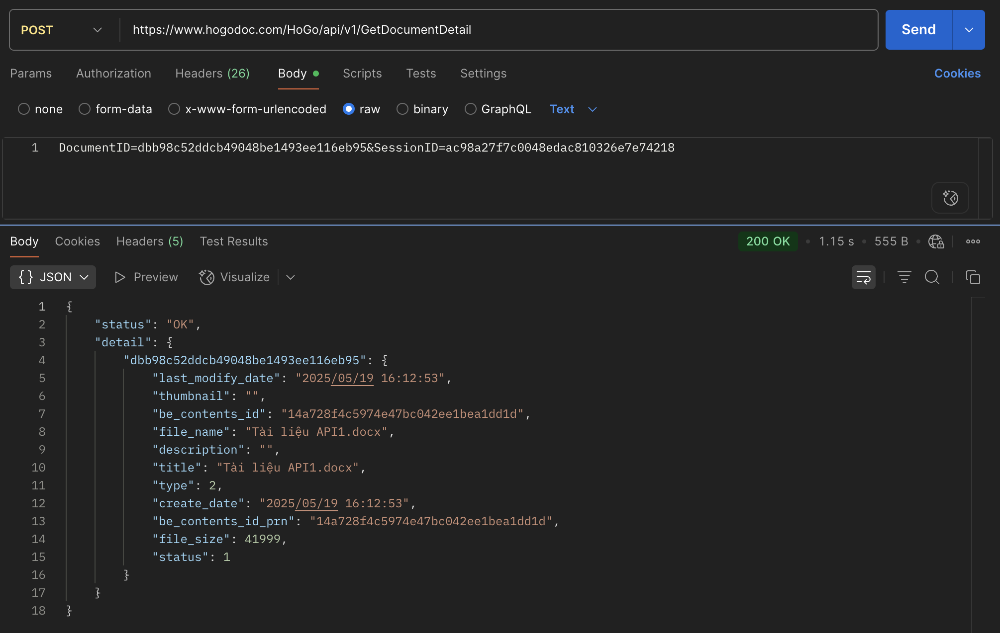 POST https://www.hogodoc.com/HoGo/api/v1/GetDocumentDetail Send
Params Authorization Headers (26) Body Scripts Tests Settings Cookies
none form-data x-www-form-urlencoded raw binary GraphQL Text
1 DocumentID=dbb98c52ddcb49048be1493ee116eb95&SessionID=ac98a27f7c0048edac810326e7e74218
Body Cookies Headers (5) Test Results 200 OK • 1.15 s • 555 B •
{} JSON Preview Visualize
1 {
2 "status": "OK",
3 "detail": {
4 "dbb98c52ddcb49048be1493ee116eb95": {
5 "last_modify_date": "2025/05/19 16:12:53",
6 "thumbnail": "",
7 "be_contents_id": "14a728f4c5974e47bc042ee1bea1dd1d",
8 "file_name": "Tài liệu API1.docx",
9 "description": "",
10 "title": "Tài liệu API1.docx",
11 "type": 2,
12 "create_date": "2025/05/19 16:12:53",
13 "be_contents_id_prn": "14a728f4c5974e47bc042ee1bea1dd1d",
14 "file_size": 41999,
15 "status": 1
16 }
17 }
18 }